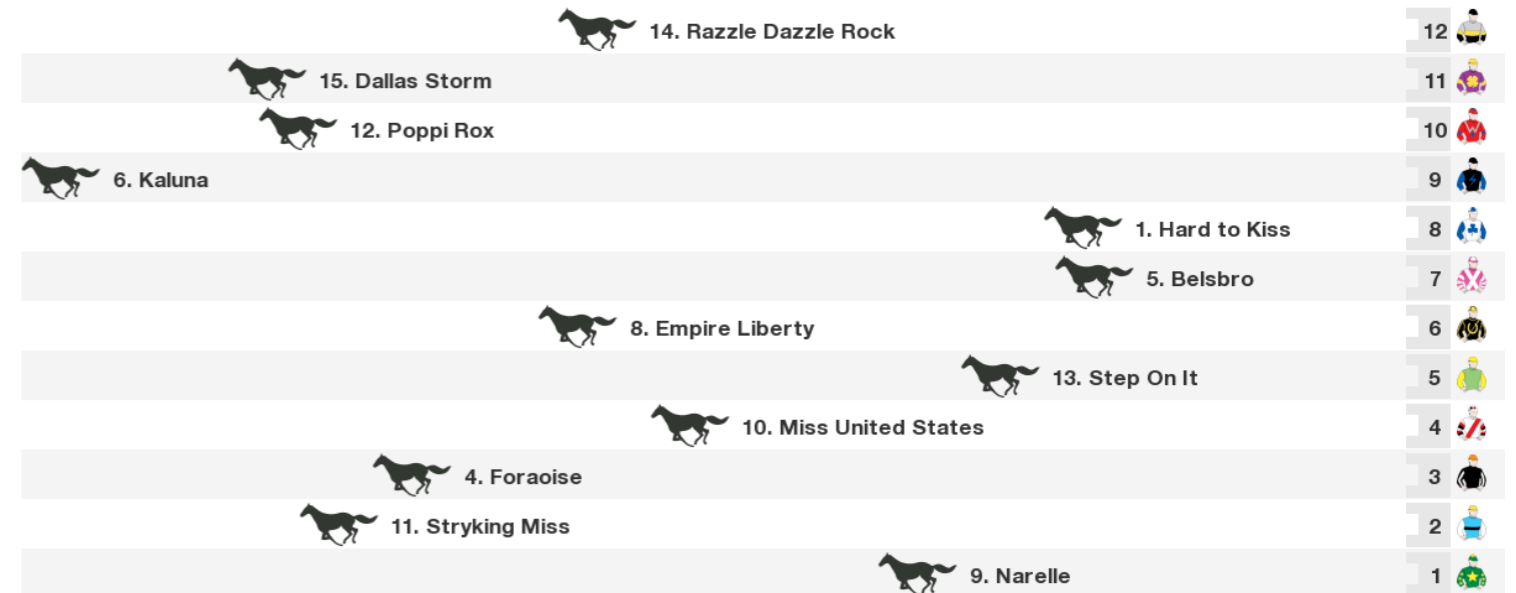 14. Razzle Dazzle Rock 12
15. Dallas Storm 11
12. Poppi Rox 10
6. Kaluna 9
1. Hard to Kiss 8
5. Belsbro 7
8. Empire Liberty 6
13. Step On It 5
10. Miss United States 4
4. Foraoise 3
11. Stryking Miss 2
9. Narelle 1